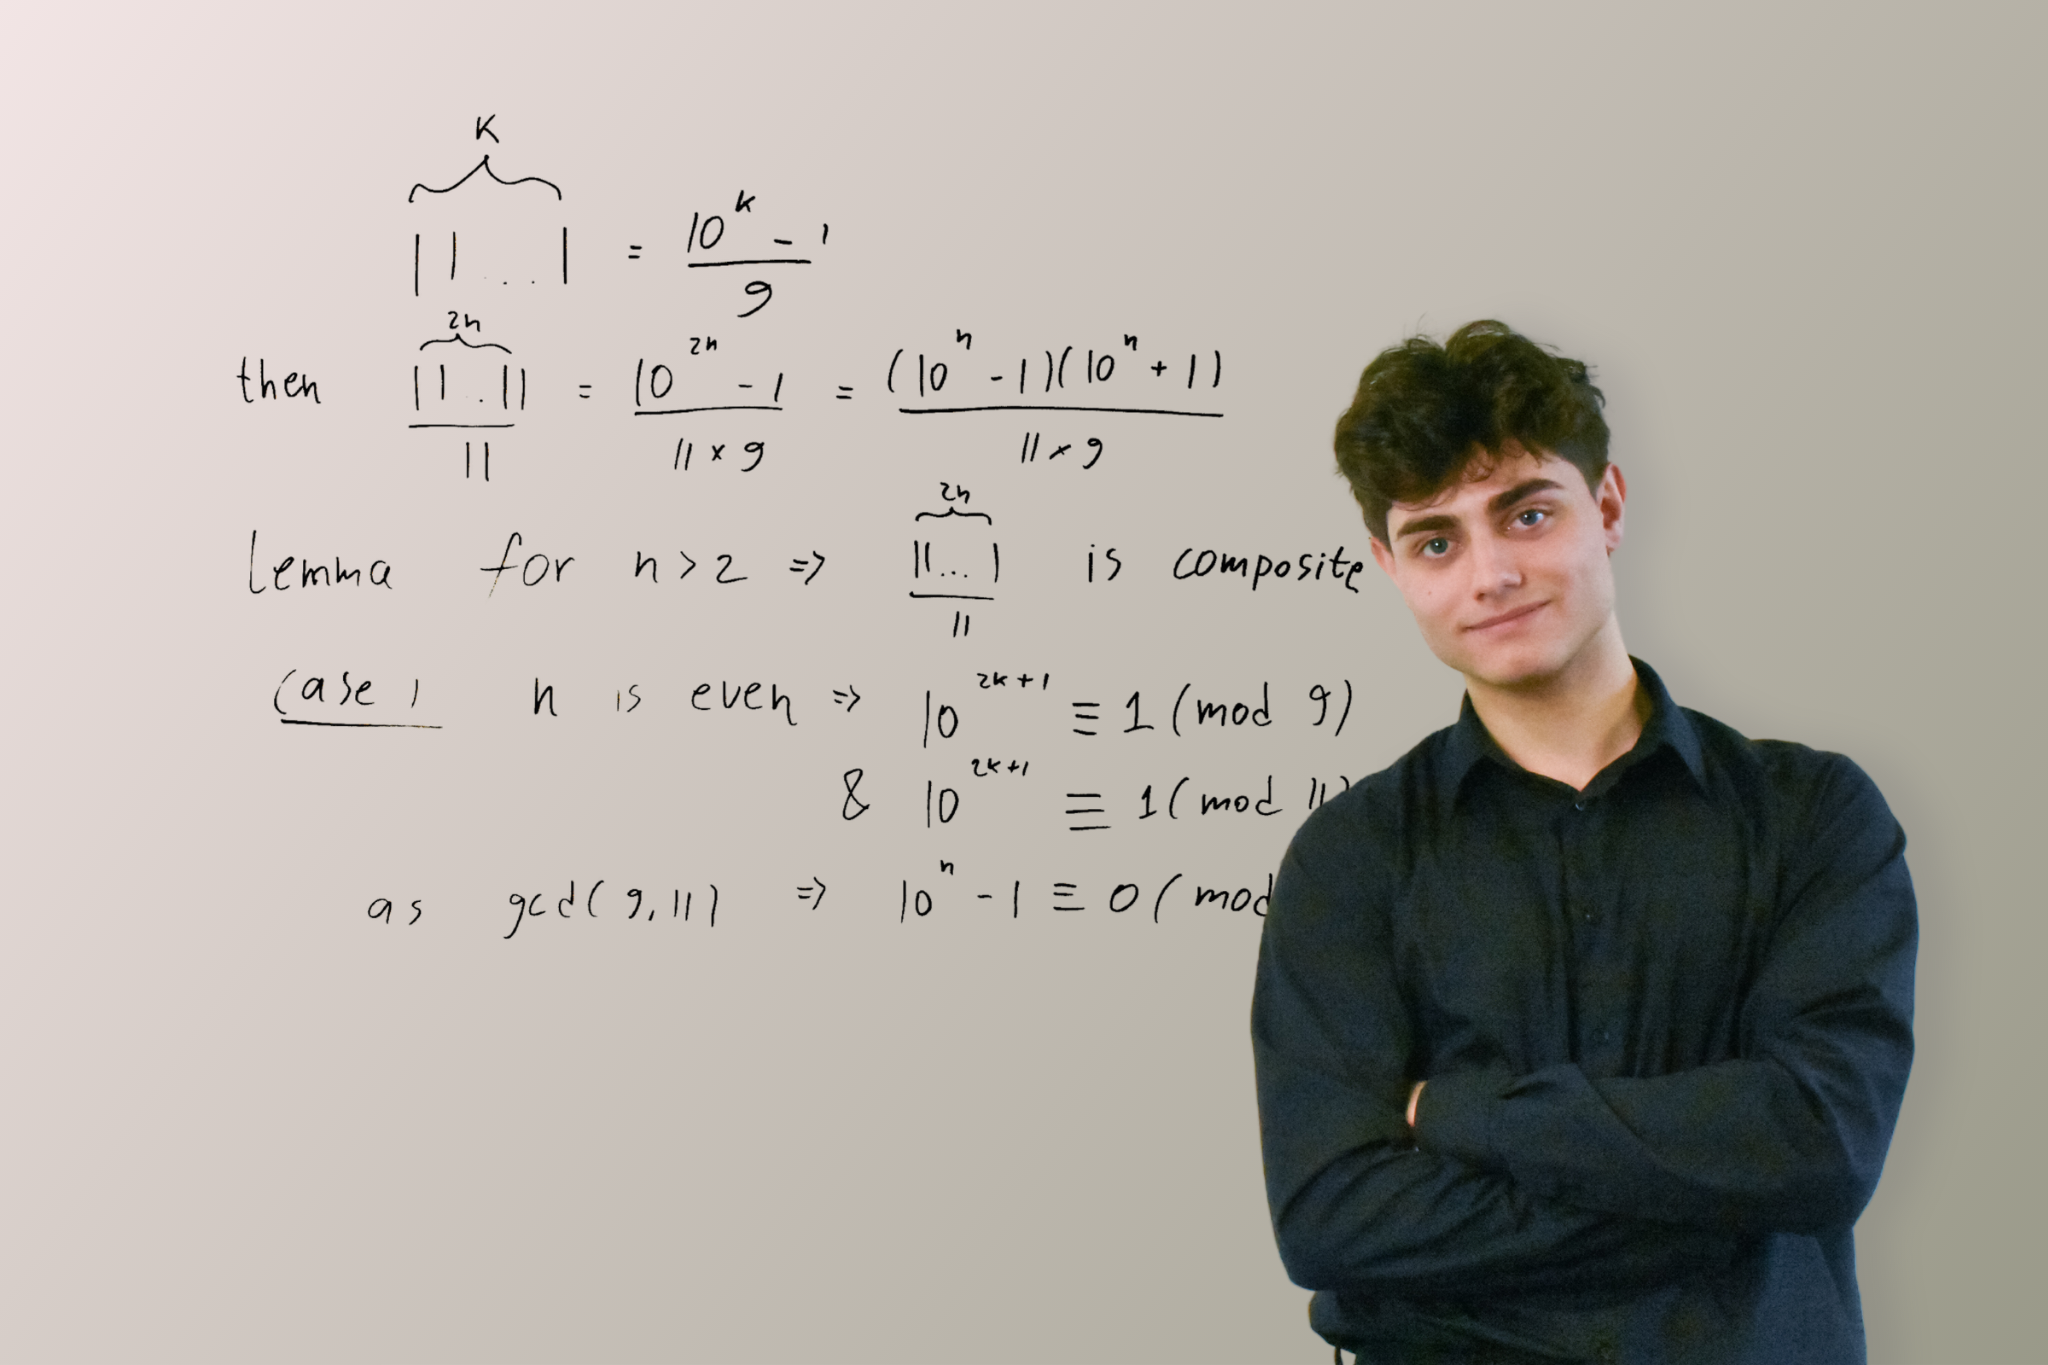 K
11...1 = (10^k - 1)/9
then 11..11 (2n) / 11 = (10^2n - 1)/(11 × 9) = (10^n - 1)(10^n + 1)/(11 × 9)
Lemma for n > 2 => 11...1 (2n) / 11 is composite
Case 1 n is even => 10^2k+1 ≡ 1 (mod 9)
& 10^2k+1 ≡ 1 (mod 11)
as gcd(9,11) => 10^n - 1 ≡ 0 (mod